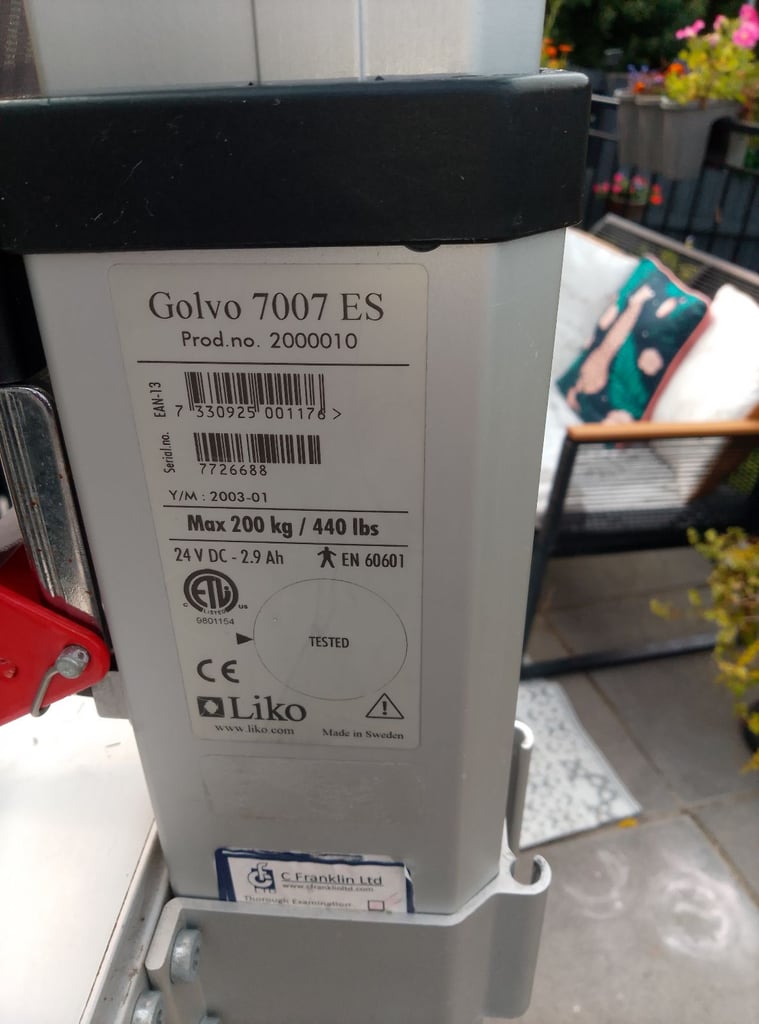 Golvo 7007 ES
Prod.no. 2000010
EAN-13
7 330925 001176 >
Serial.no.
7726688
Y/M : 2003-01
Max 200 kg / 440 lbs
24 V DC - 2.9 Ah EN 60601
ETL
LISTED
C US
9801154
TESTED
CE
Liko
www.liko.com Made in Sweden
C Franklin Ltd
www.cfranklinltd.com
Thorough Examination